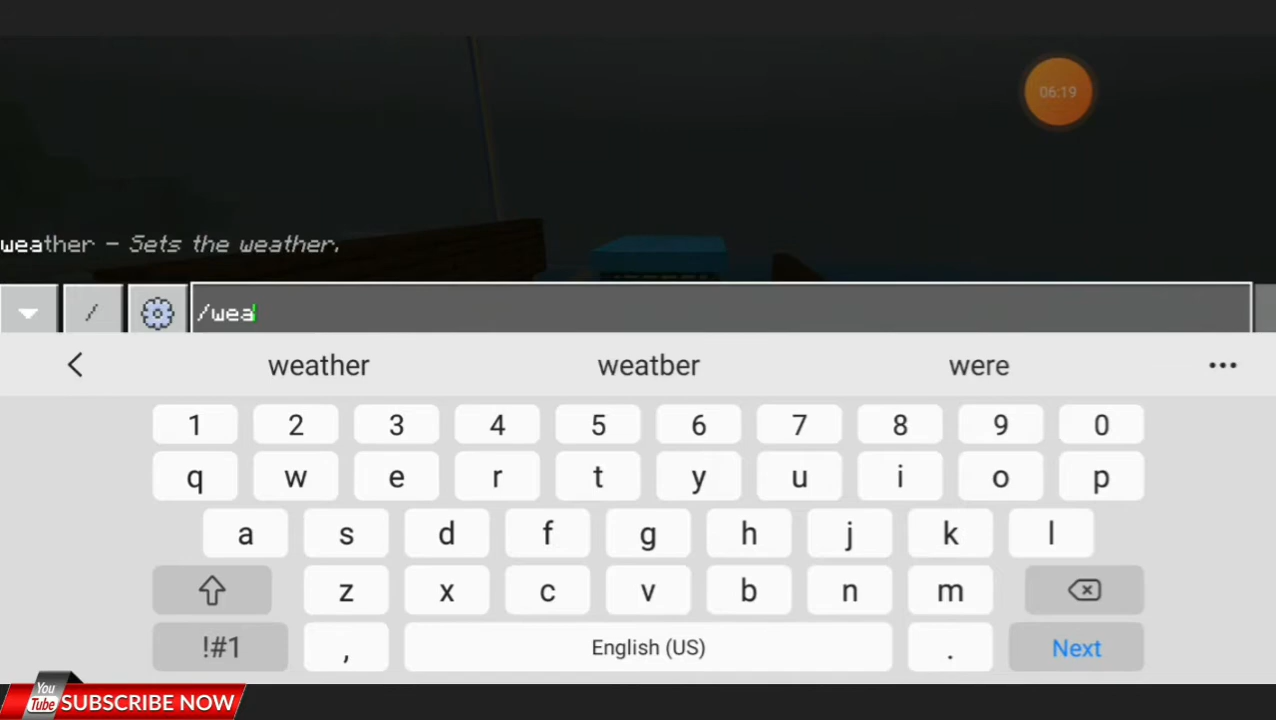 06:19
weather - Sets the weather.
/ /wea
weather weatber were •••
1 2 3 4 5 6 7 8 9 0
q w e r t y u i o p
a s d f g h j k l
z x c v b n m
!#1 , English (US) . Next
You
Tube SUBSCRIBE NOW